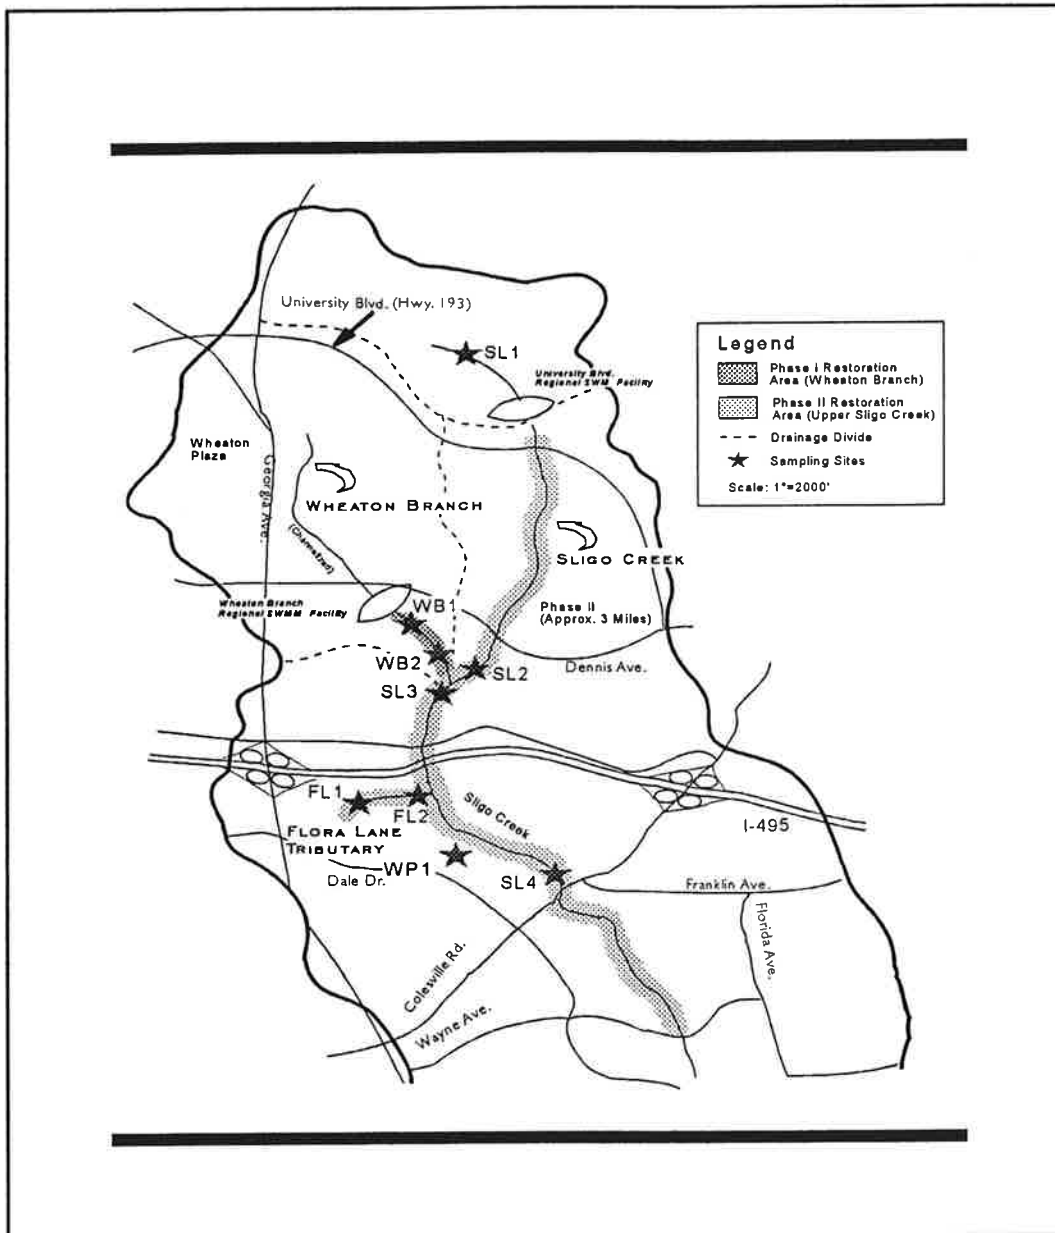 University Blvd. (Hwy. 193)
SL1
University Blvd.
Regional SWM Facility
Legend
Phase I Restoration
Area (Wheaton Branch)
Phase II Restoration
Area (Upper Sligo Creek)
Drainage Divide
Sampling Sites
Scale: 1"=2000'
Wheaton
Plaza
Georgia Ave.
WHEATON BRANCH
(Channelized)
SLIGO CREEK
Wheaton Branch
Regional SWMM Facility
WB1
Phase II
(Approx. 3 Miles)
WB2
SL2
Dennis Ave.
SL3
FL1
FL2
Sligo Creek
I-495
FLORA LANE
TRIBUTARY
WP1
Dale Dr.
SL4
Franklin Ave.
Florida Ave.
Colesville Rd.
Wayne Ave.